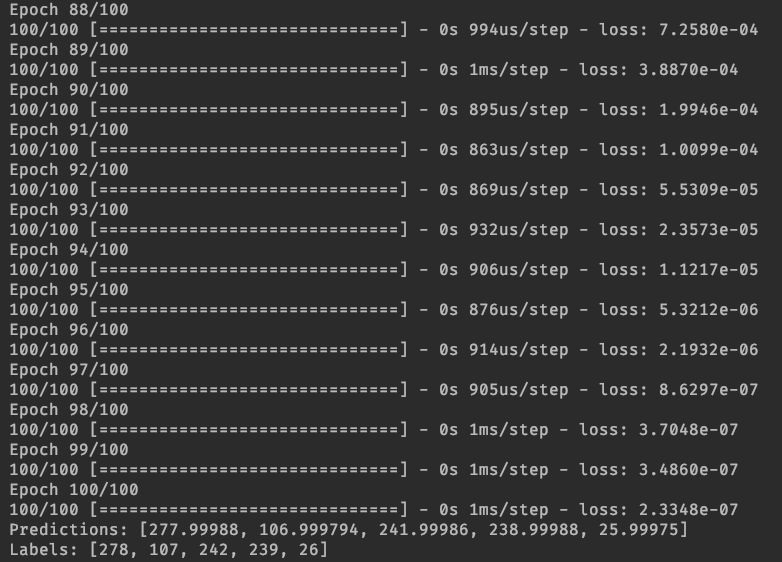 Epoch 88/100
100/100 [==============================] - 0s 994us/step - loss: 7.2580e-04
Epoch 89/100
100/100 [==============================] - 0s 1ms/step - loss: 3.8870e-04
Epoch 90/100
100/100 [==============================] - 0s 895us/step - loss: 1.9946e-04
Epoch 91/100
100/100 [==============================] - 0s 863us/step - loss: 1.0099e-04
Epoch 92/100
100/100 [==============================] - 0s 869us/step - loss: 5.5309e-05
Epoch 93/100
100/100 [==============================] - 0s 932us/step - loss: 2.3573e-05
Epoch 94/100
100/100 [==============================] - 0s 906us/step - loss: 1.1217e-05
Epoch 95/100
100/100 [==============================] - 0s 876us/step - loss: 5.3212e-06
Epoch 96/100
100/100 [==============================] - 0s 914us/step - loss: 2.1932e-06
Epoch 97/100
100/100 [==============================] - 0s 905us/step - loss: 8.6297e-07
Epoch 98/100
100/100 [==============================] - 0s 1ms/step - loss: 3.7048e-07
Epoch 99/100
100/100 [==============================] - 0s 1ms/step - loss: 3.4860e-07
Epoch 100/100
100/100 [==============================] - 0s 1ms/step - loss: 2.3348e-07
Predictions: [277.99988, 106.999794, 241.99986, 238.99988, 25.99975]
Labels: [278, 107, 242, 239, 26]